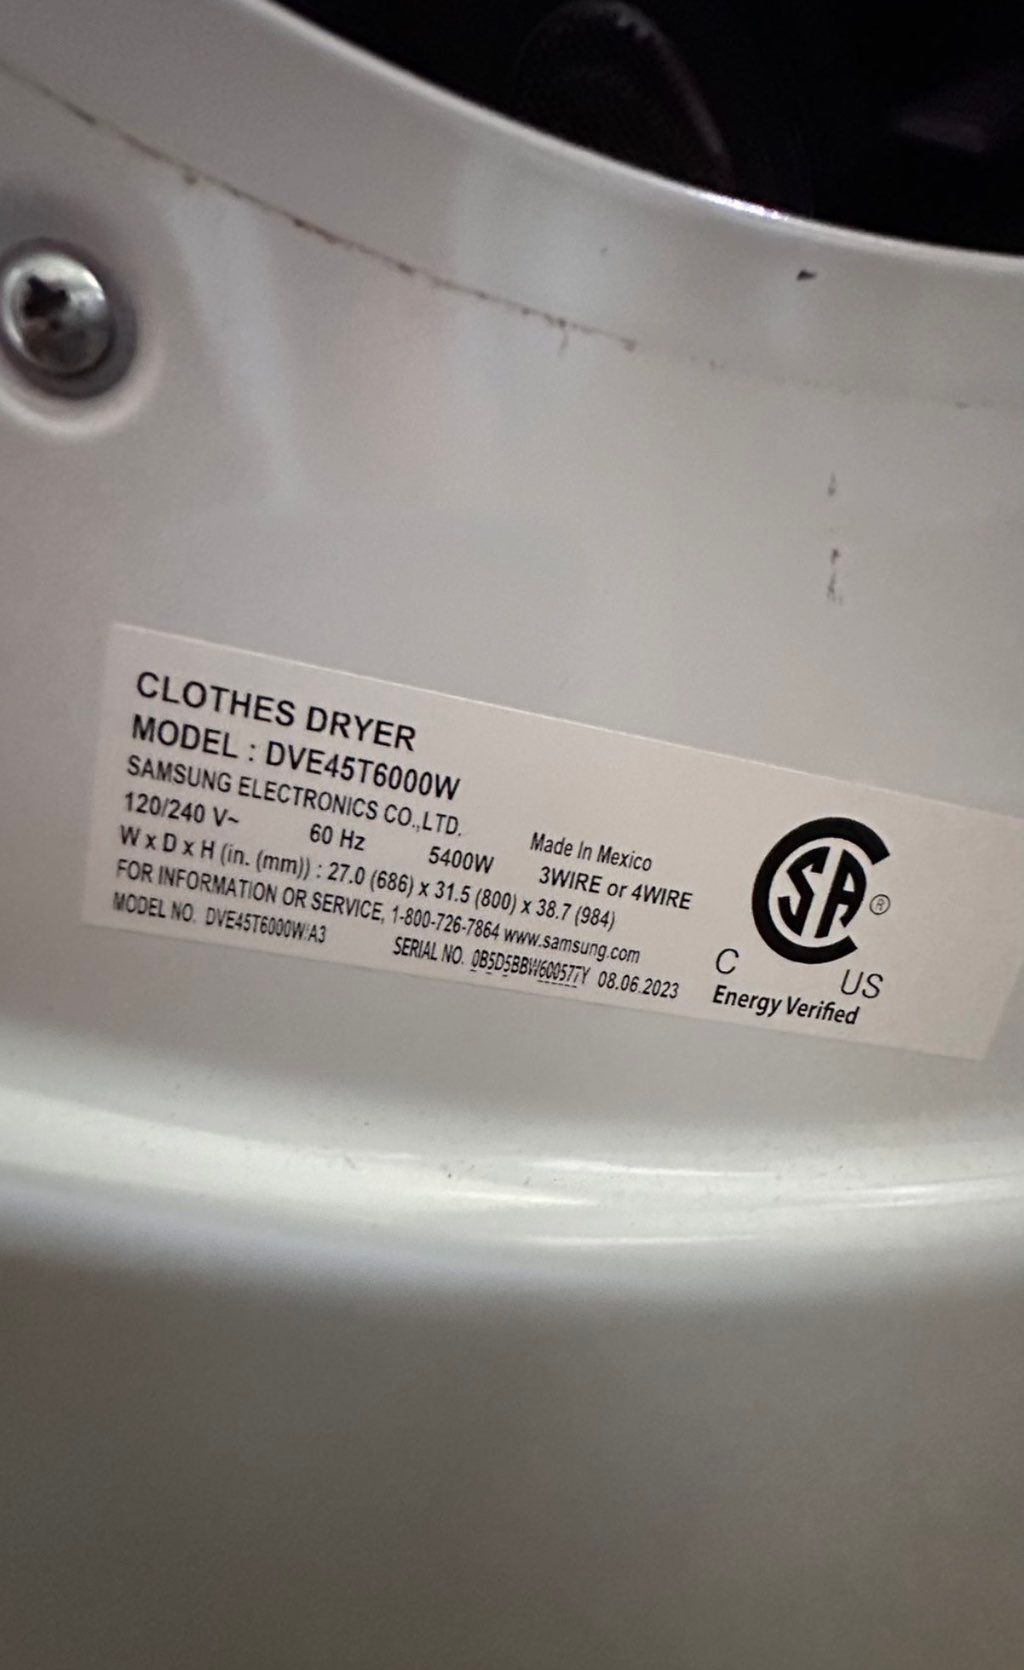 CLOTHES DRYER
MODEL : DVE45T6000W
SAMSUNG ELECTRONICS CO.,LTD. Made In Mexico
120/240 V~ 60 Hz 5400W 3WIRE or 4WIRE
W x D x H (in. (mm)) : 27.0 (686) x 31.5 (800) x 38.7 (984)
FOR INFORMATION OR SERVICE, 1-800-726-7864 www.samsung.com
MODEL NO. DVE45T6000W/A3 SERIAL NO. 0B5D5BBW600577Y 08.06.2023
SA ®
C US
Energy Verified